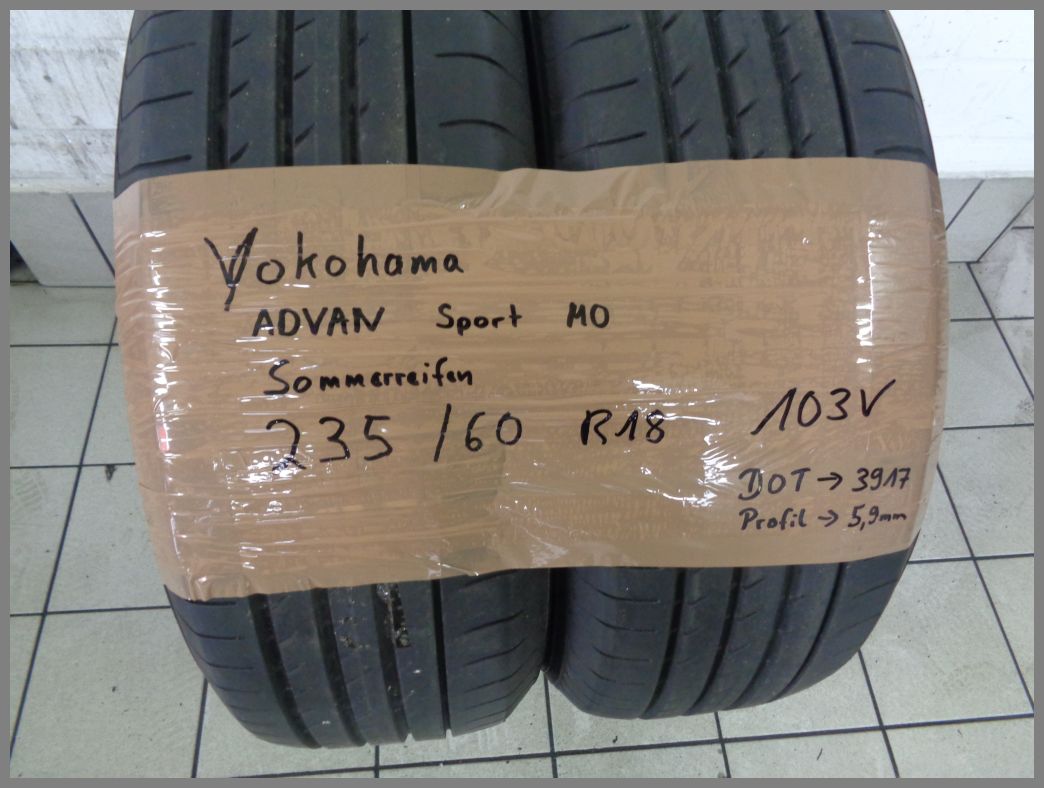 Yokohama
ADVAN Sport MO
Sommerreifen
235/60 R18 103V
DOT → 3917
Profil → 5,9mm